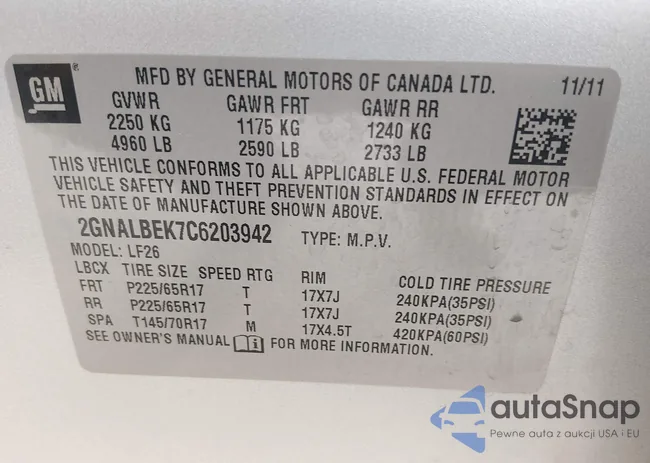 GM ®
MFD BY GENERAL MOTORS OF CANADA LTD. 11/11
GVWR GAWR FRT GAWR RR
2250 KG 1175 KG 1240 KG
4960 LB 2590 LB 2733 LB
THIS VEHICLE CONFORMS TO ALL APPLICABLE U.S. FEDERAL MOTOR
VEHICLE SAFETY AND THEFT PREVENTION STANDARDS IN EFFECT ON
THE DATE OF MANUFACTURE SHOWN ABOVE.
2GNALBEK7C6203942 TYPE: M.P.V.
MODEL: LF26
LBCX TIRE SIZE SPEED RTG RIM COLD TIRE PRESSURE
FRT P225/65R17 T 17X7J 240KPA(35PSI)
RR P225/65R17 T 17X7J 240KPA(35PSI)
SPA T145/70R17 M 17X4.5T 420KPA(60PSI)
SEE OWNER'S MANUAL i FOR MORE INFORMATION.
autaSnap
Pewne auta z aukcji USA i EU